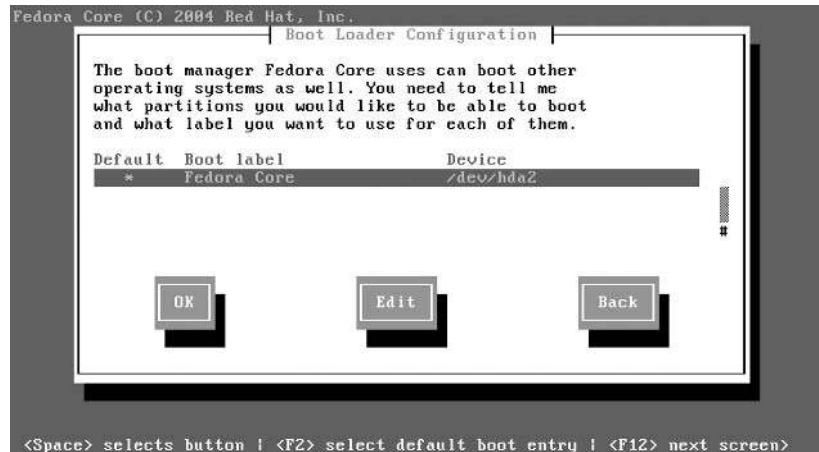 Fedora Core (C) 2004 Red Hat, Inc.
Boot Loader Configuration
The boot manager Fedora Core uses can boot other
operating systems as well. You need to tell me
what partitions you would like to be able to boot
and what label you want to use for each of them.
Default Boot label Device
* Fedora Core /dev/hda2
#
OK Edit Back
<Space> selects button | <F2> select default boot entry | <F12> next screen>